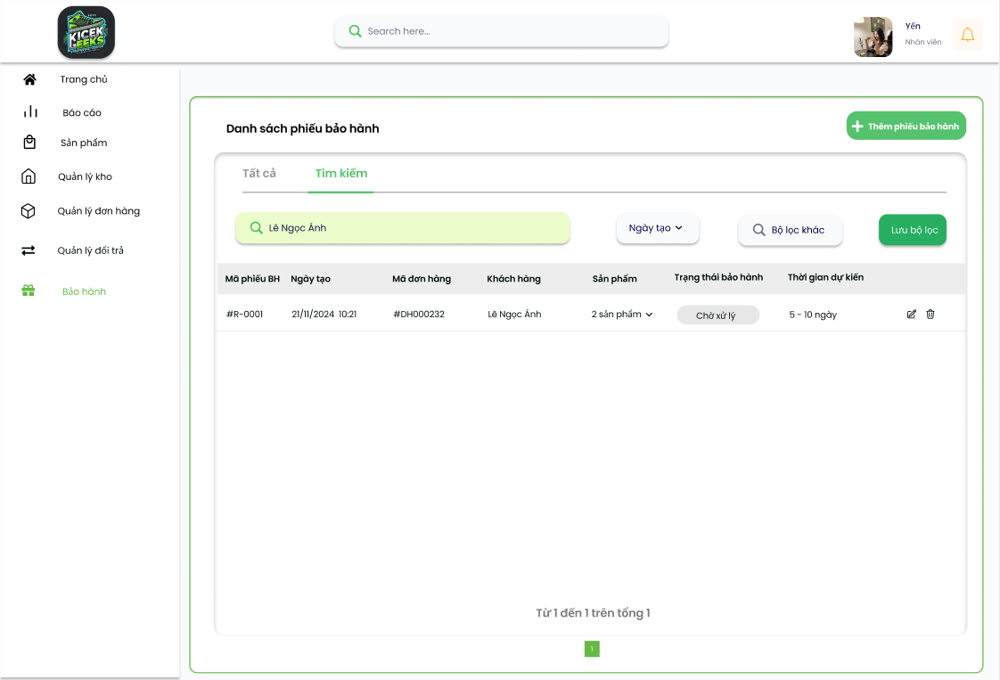 KICEK
GEEKS
Search here...
Yến
Nhân viên
Trang chủ
Báo cáo
Sản phẩm
Quản lý kho
Quản lý đơn hàng
Quản lý đổi trả
Bảo hành
Danh sách phiếu bảo hành
Thêm phiếu bảo hành
Tất cả
Tìm kiếm
Lê Ngọc Ánh
Ngày tạo
Bộ lọc khác
Lưu bộ lọc
Mã phiếu BH Ngày tạo Mã đơn hàng Khách hàng Sản phẩm Trạng thái bảo hành Thời gian dự kiến
#R-0001 21/11/2024 10:21 #DH000232 Lê Ngọc Ánh 2 sản phẩm Chờ xử lý 5 - 10 ngày
Từ 1 đến 1 trên tổng 1
1